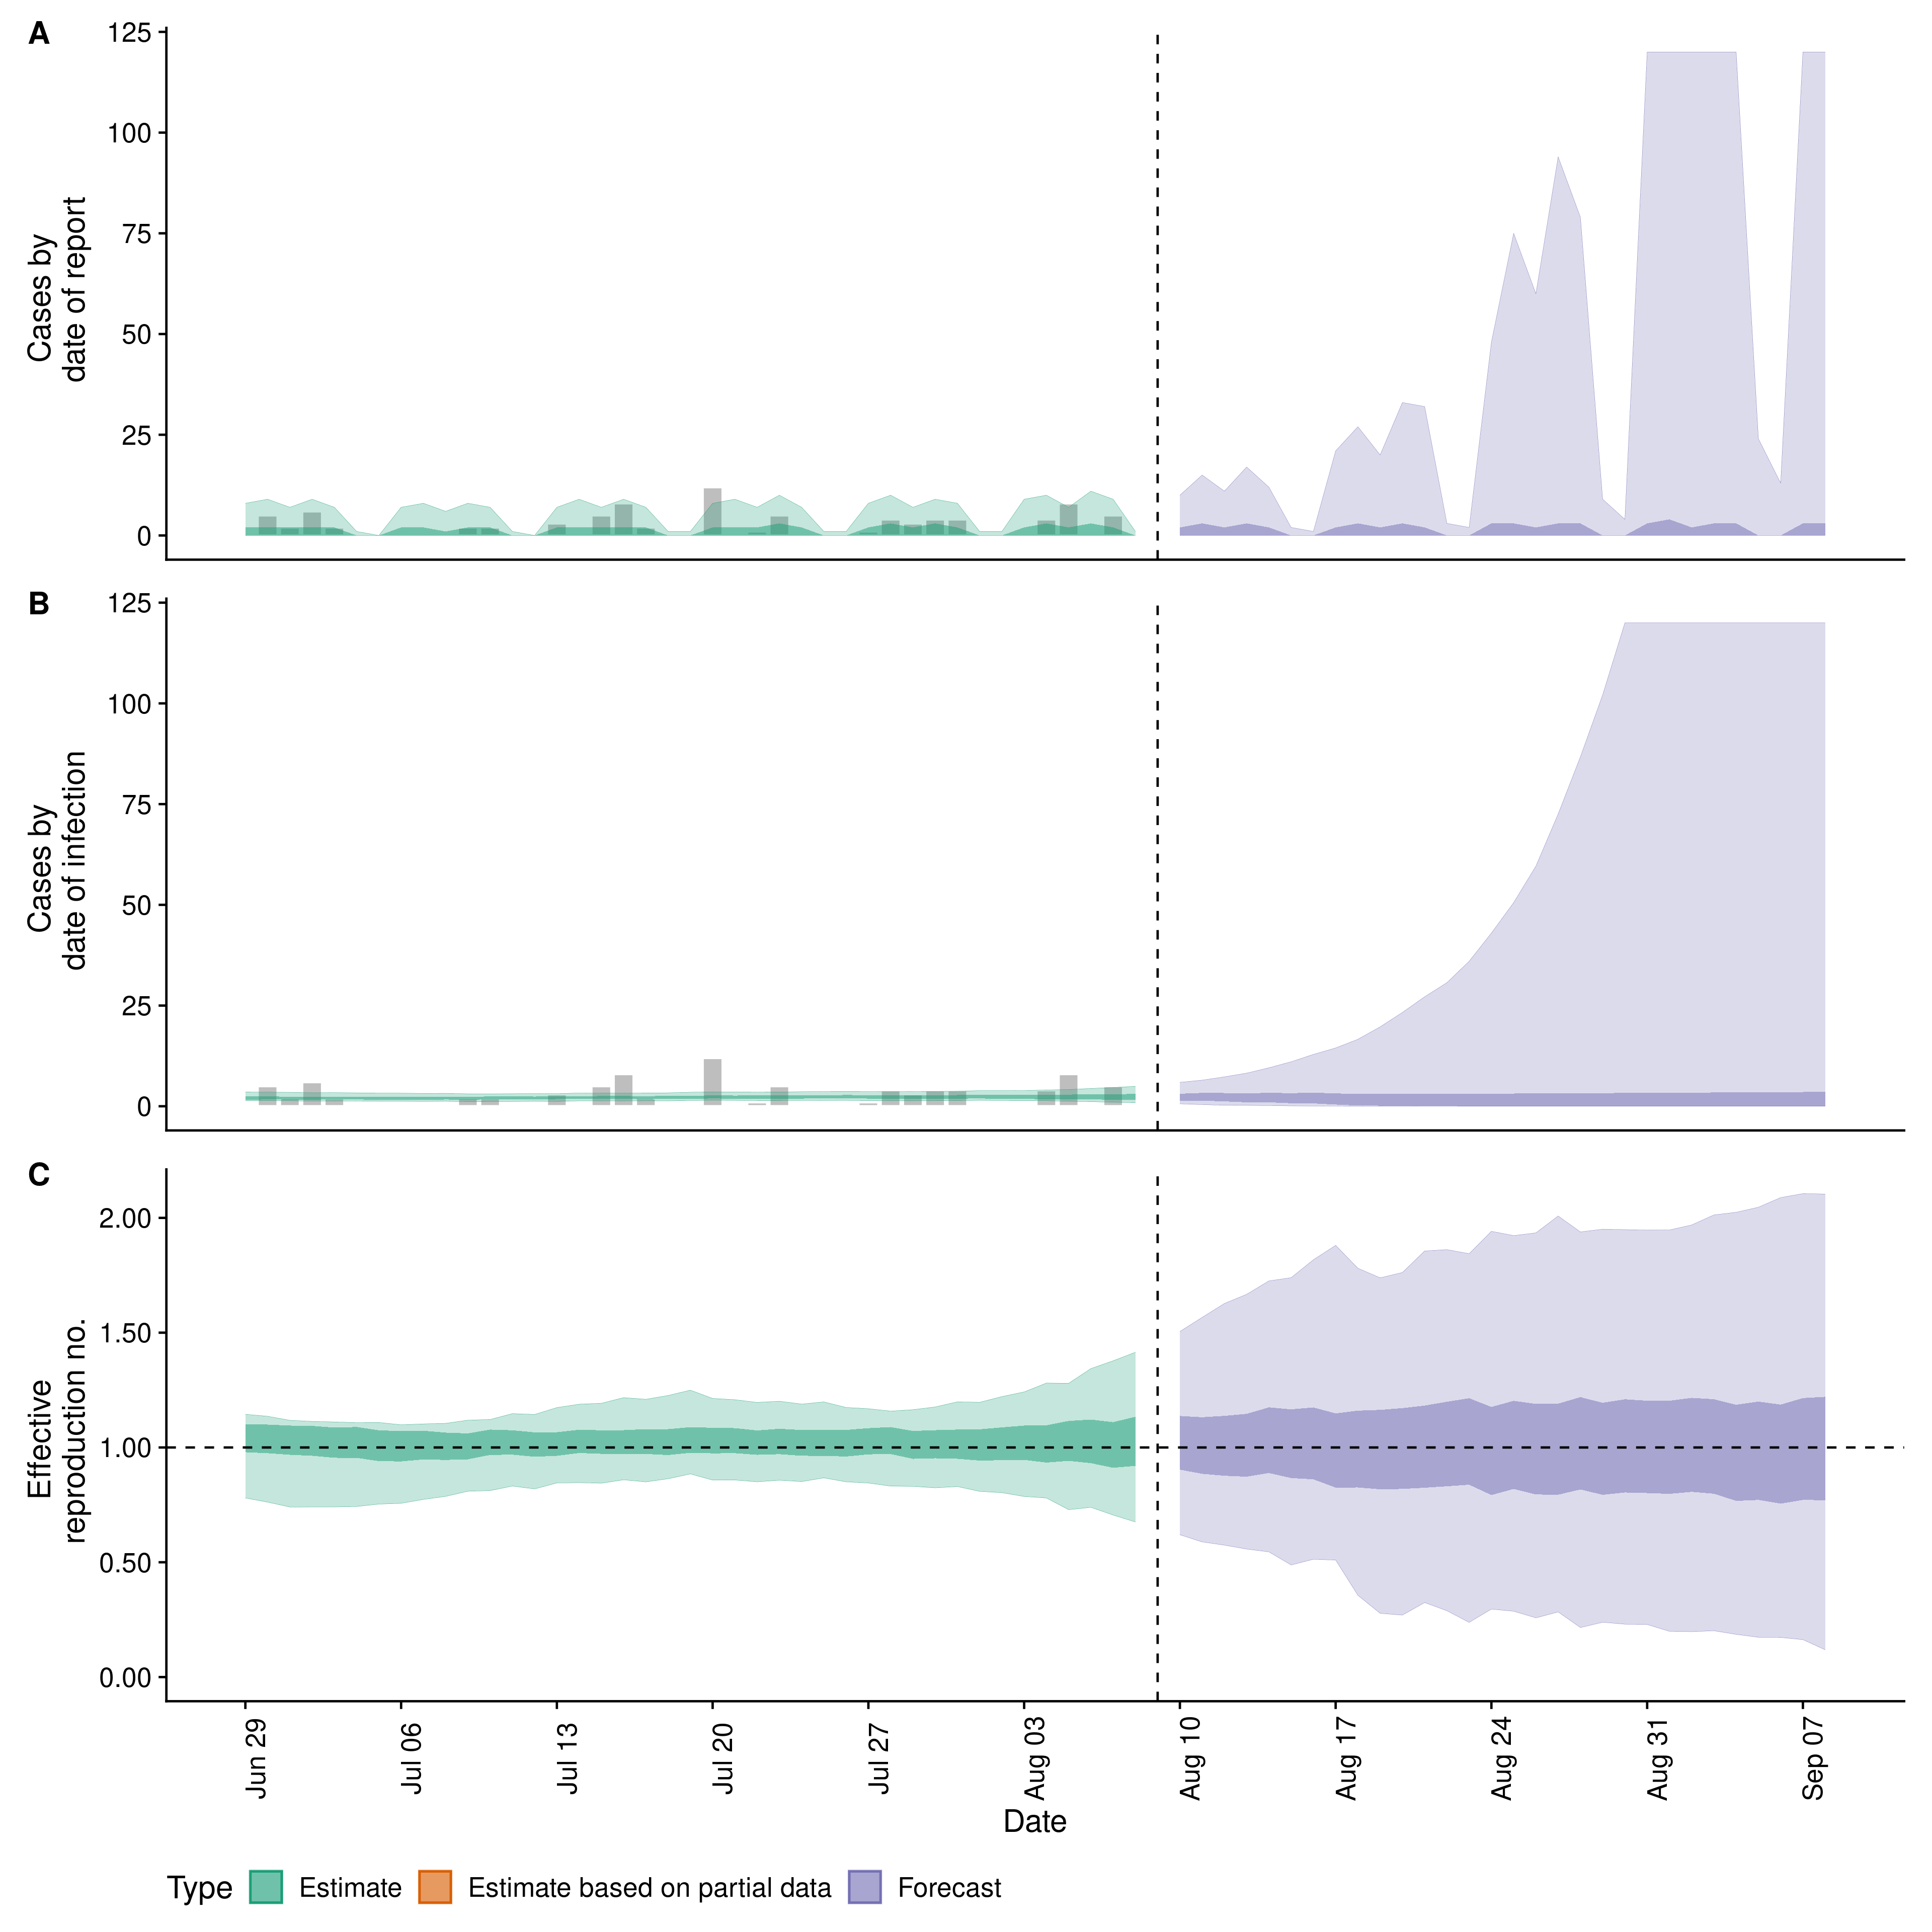 A
125
100
75
50
25
0
Cases by
date of report
B
125
100
75
50
25
0
Cases by
date of infection
C
2.00
1.50
1.00
0.50
0.00
Effective
reproduction no.
Jun 29
Jul 06
Jul 13
Jul 20
Jul 27
Aug 03
Aug 10
Aug 17
Aug 24
Aug 31
Sep 07
Date
Type Estimate Estimate based on partial data Forecast